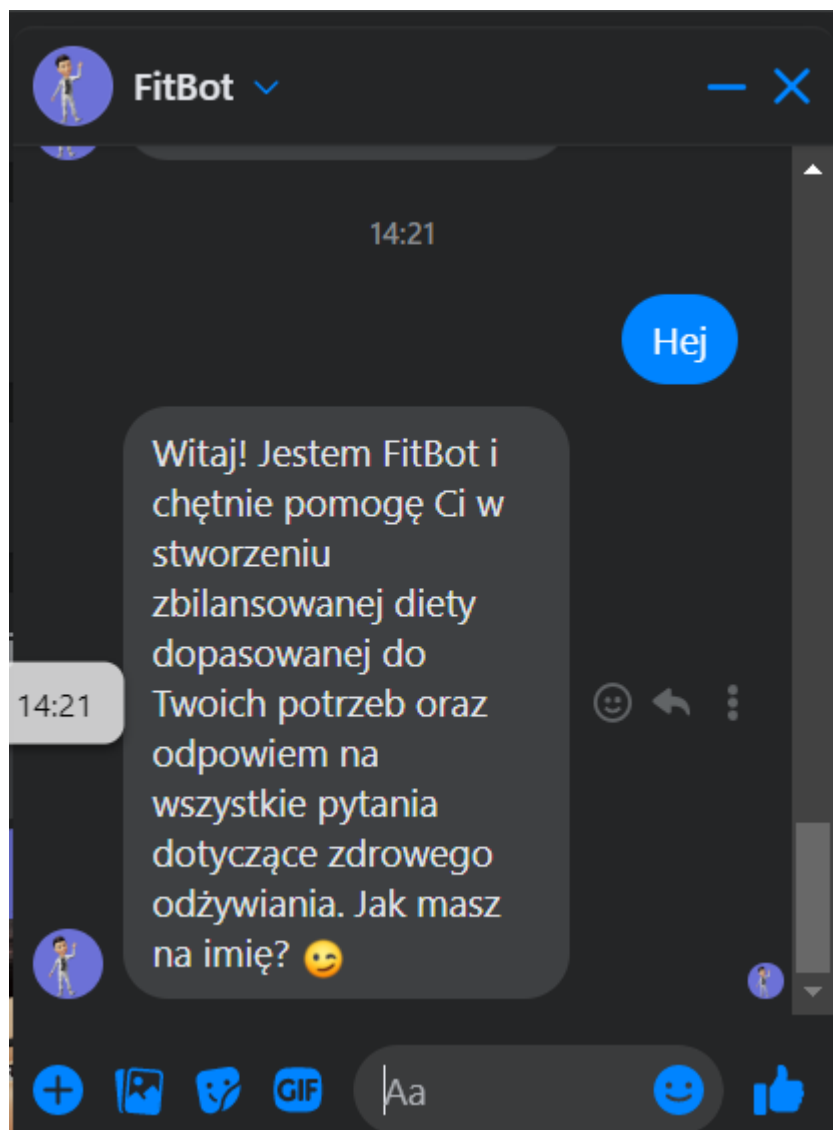 FitBot
14:21
Hej
Witaj! Jestem FitBot i
chętnie pomogę Ci w
stworzeniu
zbilansowanej diety
dopasowanej do
14:21
Twoich potrzeb oraz
odpowiem na
wszystkie pytania
dotyczące zdrowego
odżywiania. Jak masz
na imię? 😉
GIF
Aa